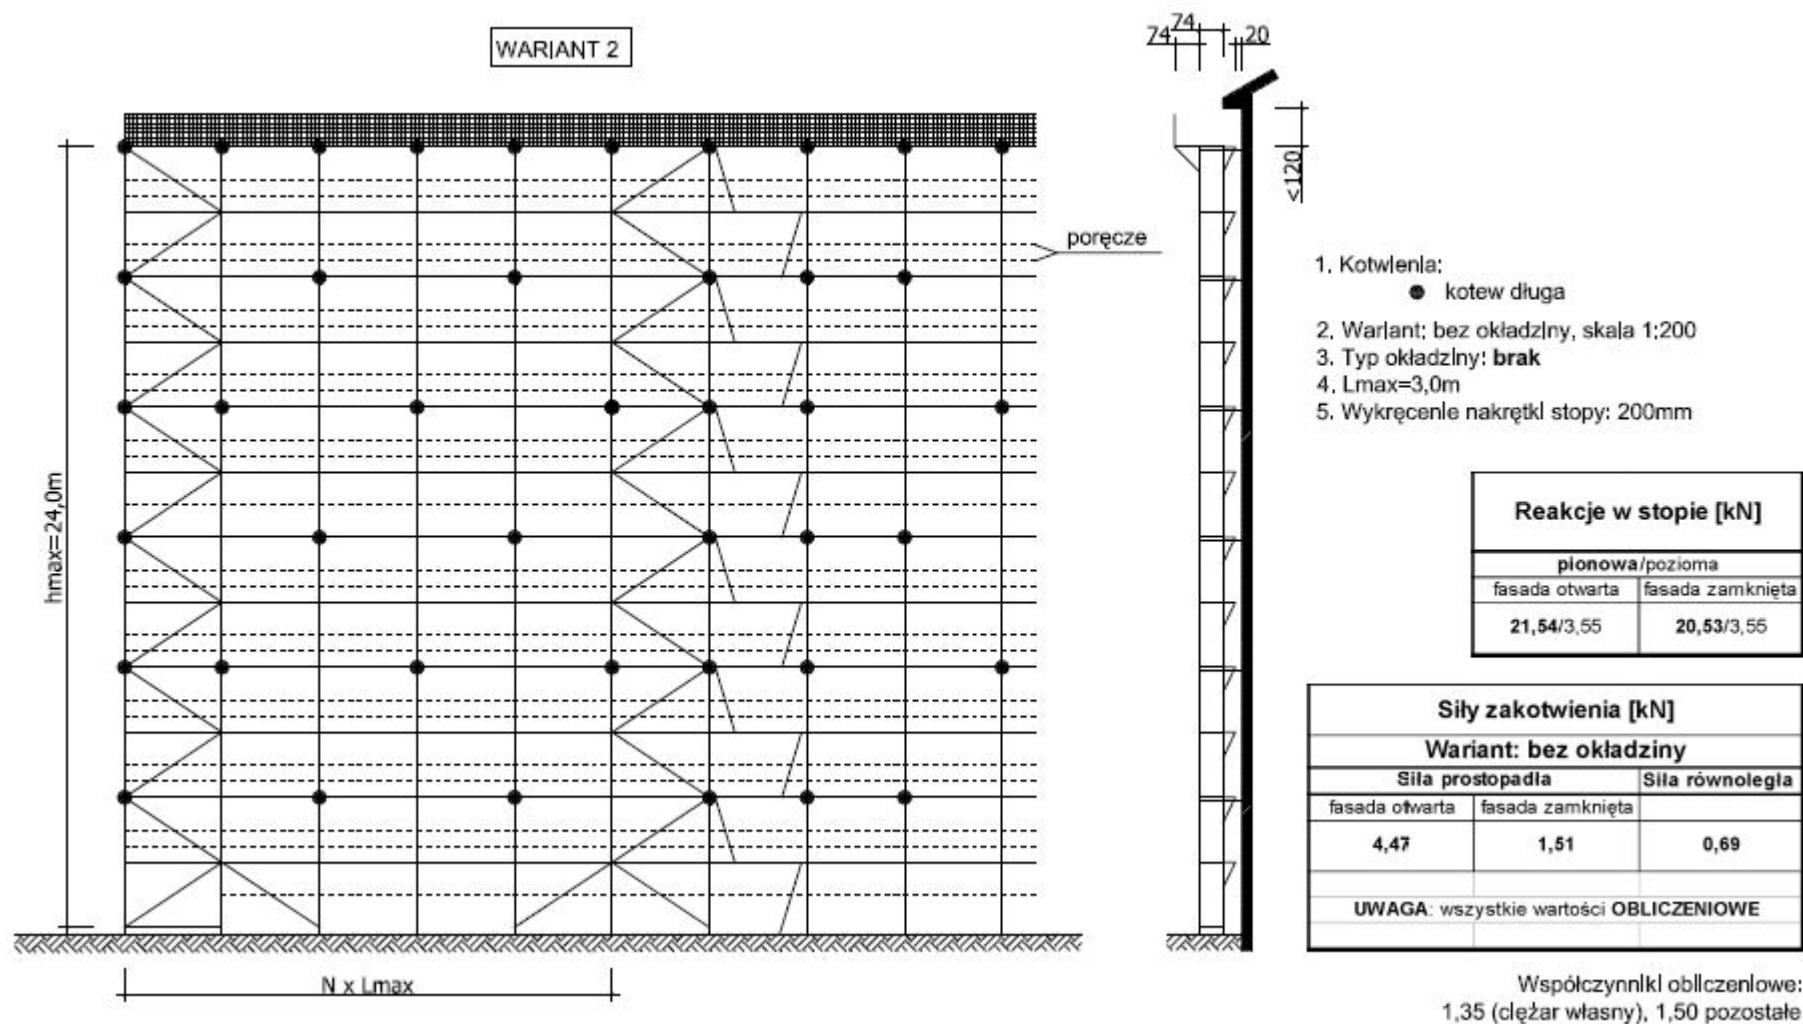 WARIANT 2
74
74
20
≤120
hmax=24,0m
poręcze
N x Lmax
1. Kotwienia:
kotew długa
2. Wariant: bez okładziny, skala 1:200
3. Typ okładziny: brak
4. Lmax=3,0m
5. Wykręcenie nakrętki stopy: 200mm
Reakcje w stopie [kN]
pionowa/pozioma
fasada otwarta fasada zamknięta
21,54/3,55 20,53/3,55
Siły zakotwienia [kN]
Wariant: bez okładziny
Siła prostopadła Siła równoległa
fasada otwarta fasada zamknięta
4,47 1,51 0,69
UWAGA: wszystkie wartości OBLICZENIOWE
Współczynniki obliczeniowe:
1,35 (ciężar własny), 1,50 pozostałe